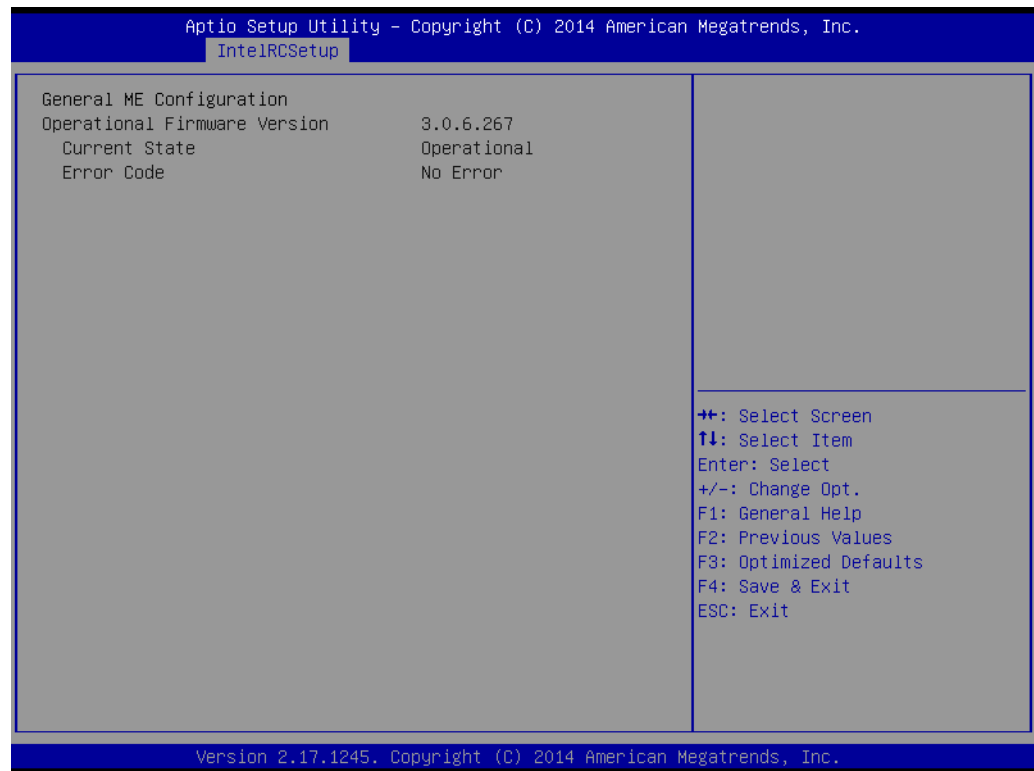 Aptio Setup Utility – Copyright (C) 2014 American Megatrends, Inc.
IntelRCSetup
General ME Configuration
Operational Firmware Version 3.0.6.267
Current State Operational
Error Code No Error
→←: Select Screen
↑↓: Select Item
Enter: Select
+/-: Change Opt.
F1: General Help
F2: Previous Values
F3: Optimized Defaults
F4: Save & Exit
ESC: Exit
Version 2.17.1245. Copyright (C) 2014 American Megatrends, Inc.